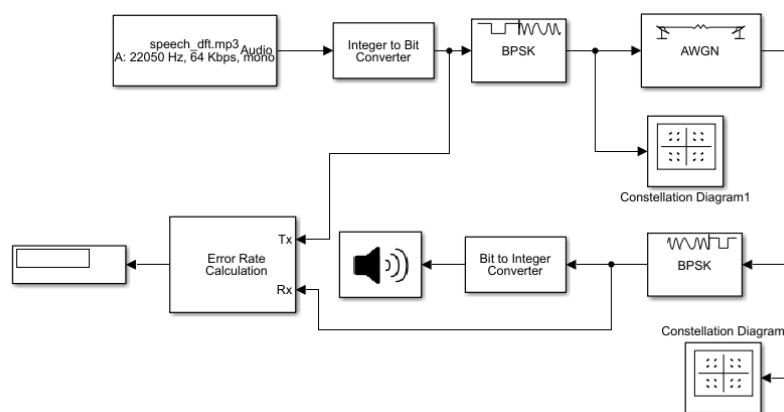 speech_dft.mp3
Audio
A: 22050 Hz, 64 Kbps, mono
Integer to Bit
Converter
BPSK
AWGN
Constellation Diagram1
Error Rate
Calculation
Tx
Rx
Bit to Integer
Converter
BPSK
Constellation Diagram